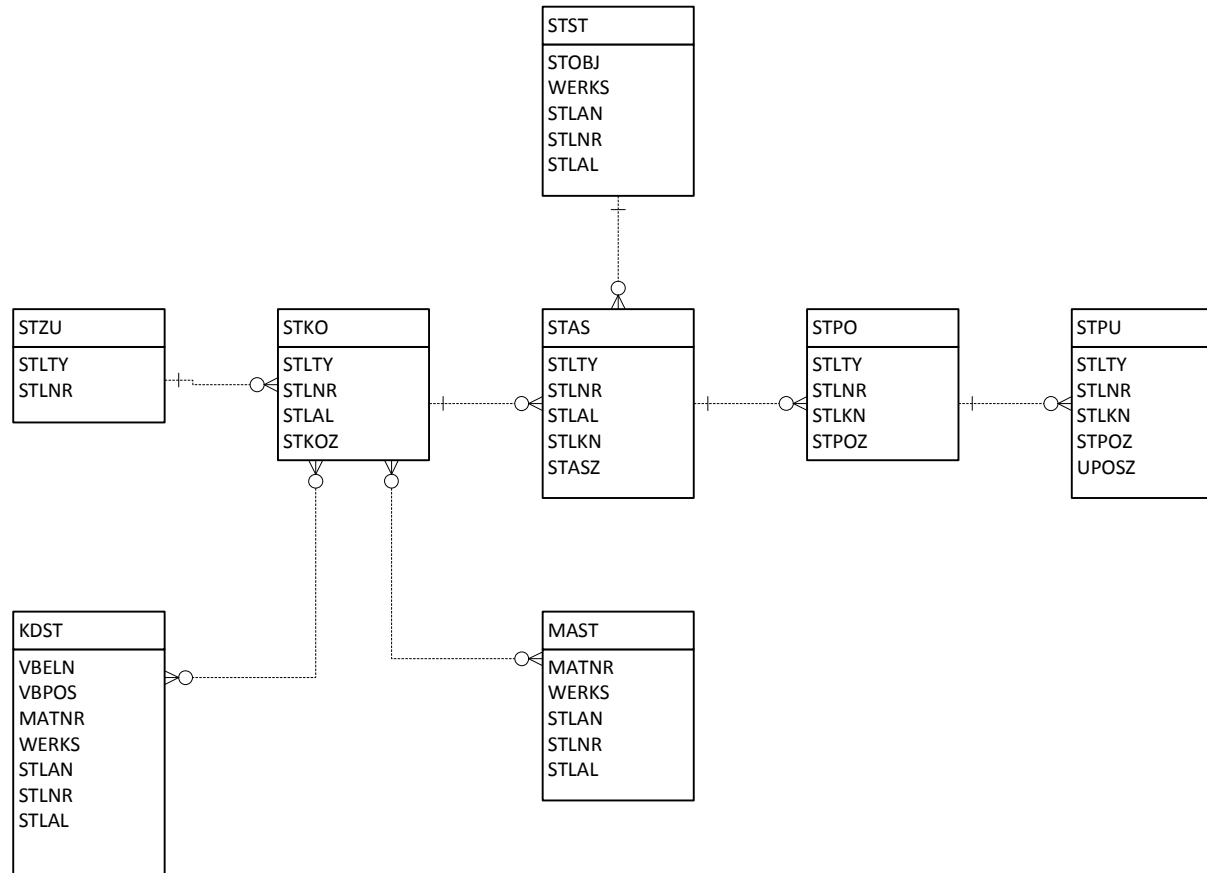 STST
STOBJ
WERKS
STLAN
STLNR
STLAL
STZU
STLTY
STLNR
STKO
STLTY
STLNR
STLAL
STKOZ
STAS
STLTY
STLNR
STLAL
STLKN
STASZ
STPO
STLTY
STLNR
STLKN
STPOZ
STPU
STLTY
STLNR
STLKN
STPOZ
UPOSZ
KDST
VBELN
VBPOS
MATNR
WERKS
STLAN
STLNR
STLAL
MAST
MATNR
WERKS
STLAN
STLNR
STLAL